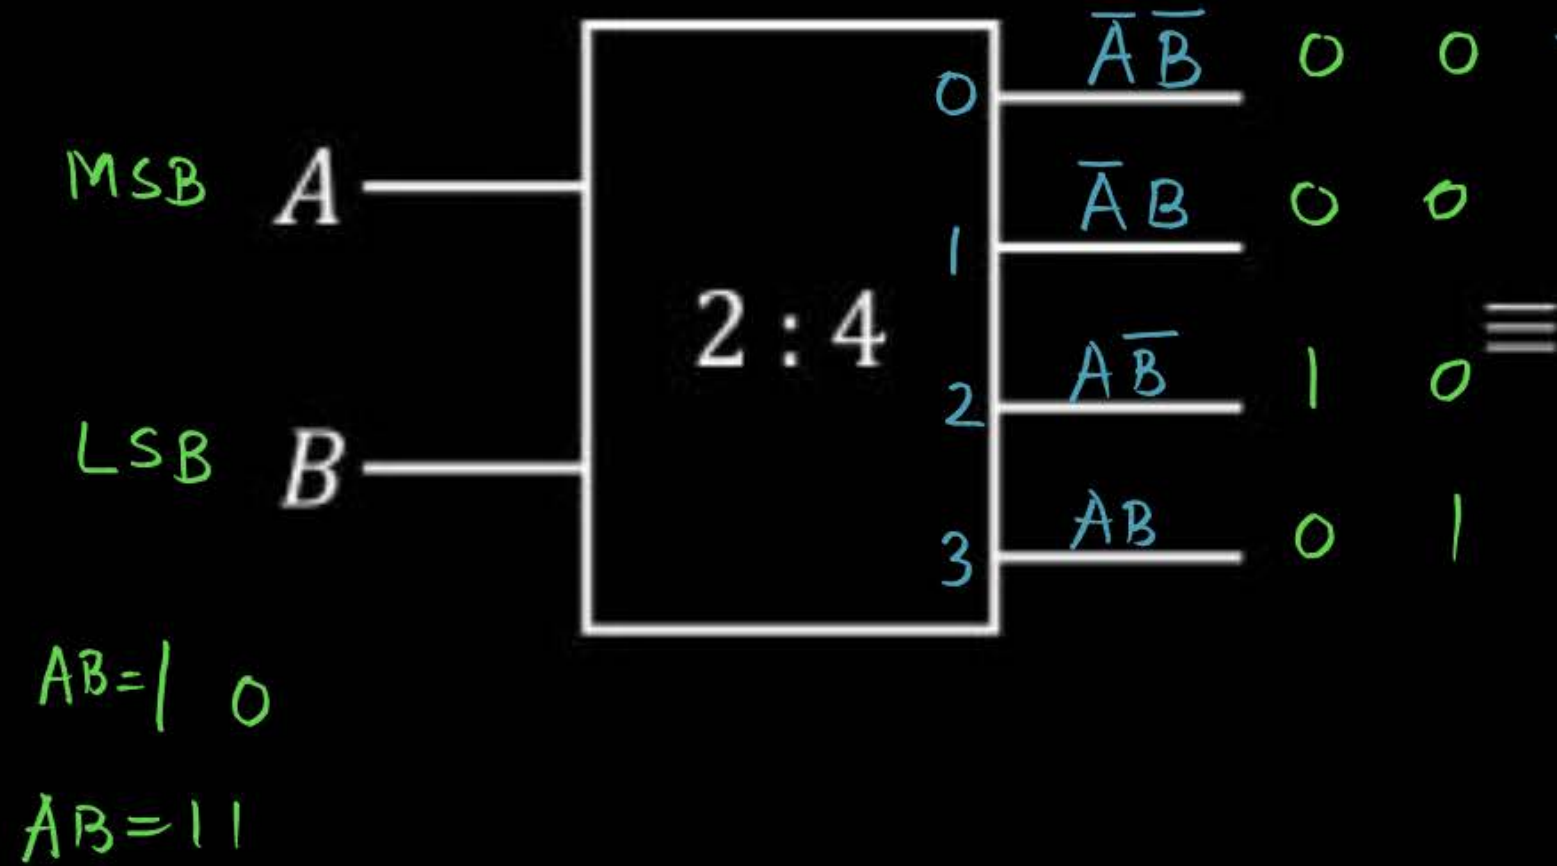 0 A̅ B̅ 0 0
MSB A
1 A̅ B 0 0
2 : 4 ≡
2 A B̅ 1 0
LSB B
3 AB 0 1
AB=1 0
AB=11